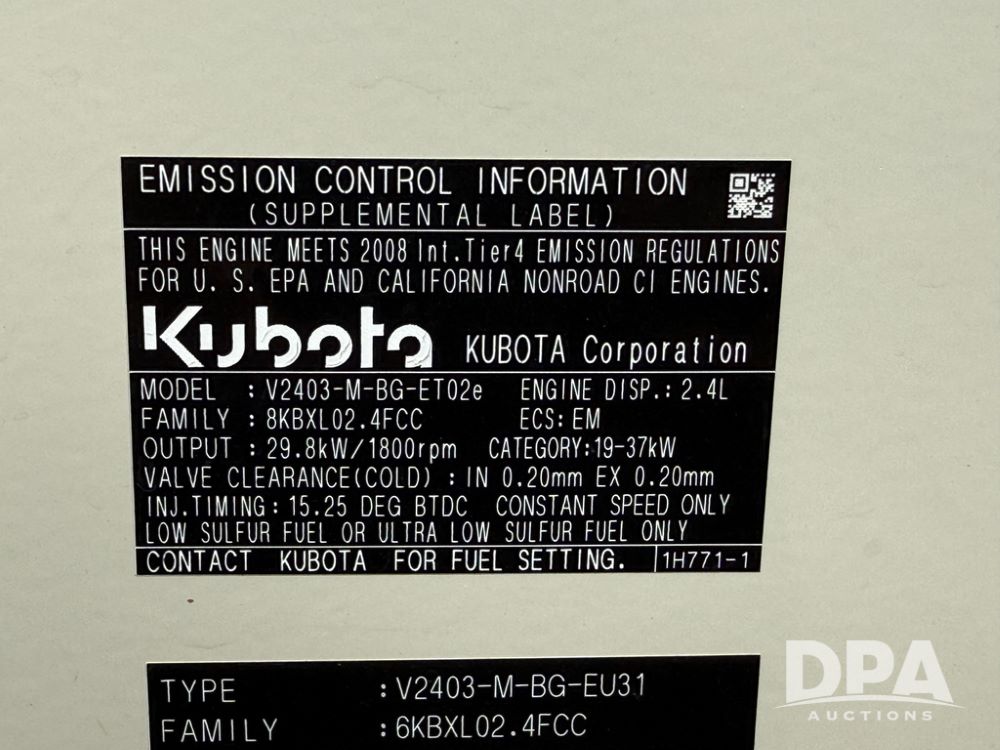 EMISSION CONTROL INFORMATION
(SUPPLEMENTAL LABEL)
THIS ENGINE MEETS 2008 Int.Tier4 EMISSION REGULATIONS
FOR U. S. EPA AND CALIFORNIA NONROAD CI ENGINES.
Kubota KUBOTA Corporation
MODEL : V2403-M-BG-ET02e ENGINE DISP.: 2.4L
FAMILY : 8KBXL02.4FCC ECS: EM
OUTPUT : 29.8kW/1800rpm CATEGORY:19-37kW
VALVE CLEARANCE(COLD) : IN 0.20mm EX 0.20mm
INJ.TIMING : 15.25 DEG BTDC CONSTANT SPEED ONLY
LOW SULFUR FUEL OR ULTRA LOW SULFUR FUEL ONLY
CONTACT KUBOTA FOR FUEL SETTING. 1H771-1
TYPE : V2403-M-BG-EU31
FAMILY : 6KBXL02.4FCC
DPA
AUCTIONS